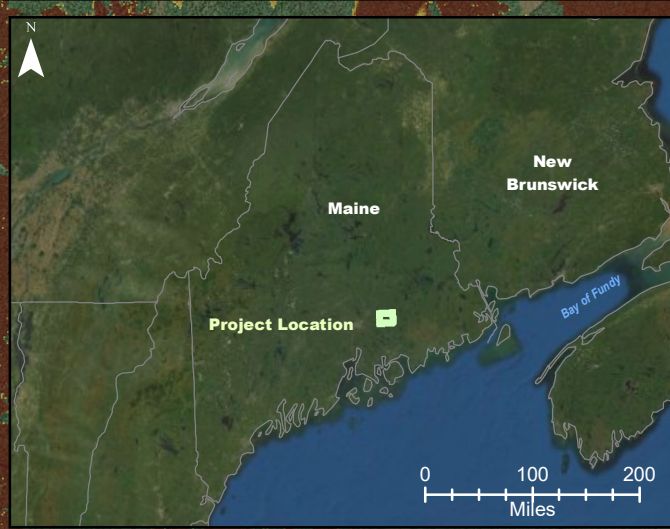 N
Maine
New
Brunswick
Project Location
Bay of Fundy
0 100 200
Miles